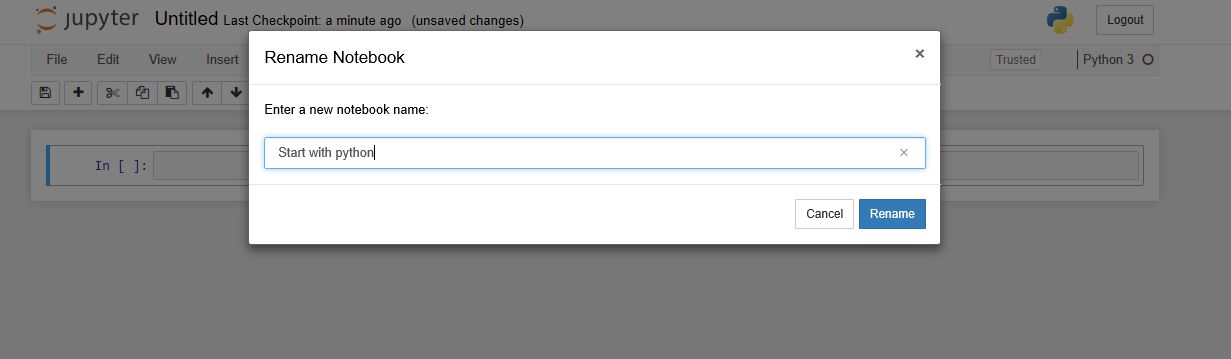 jupyter Untitled Last Checkpoint: a minute ago (unsaved changes)
Logout
File Edit View Insert
Trusted
Python 3
Rename Notebook
×
Enter a new notebook name:
Start with python
×
Cancel
Rename
In [ ]: